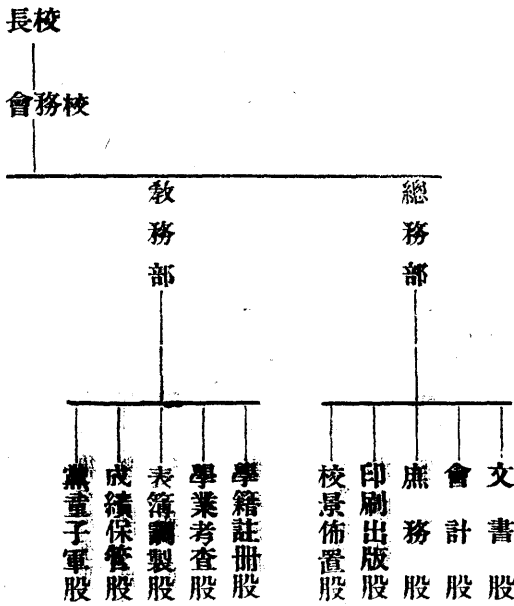 校長
校務會
總務部
文書股
會計股
庶務股
印刷出版股
校景佈置股
教務部
學籍註冊股
學業考查股
表簿調製股
成績保管股
黨童子軍股